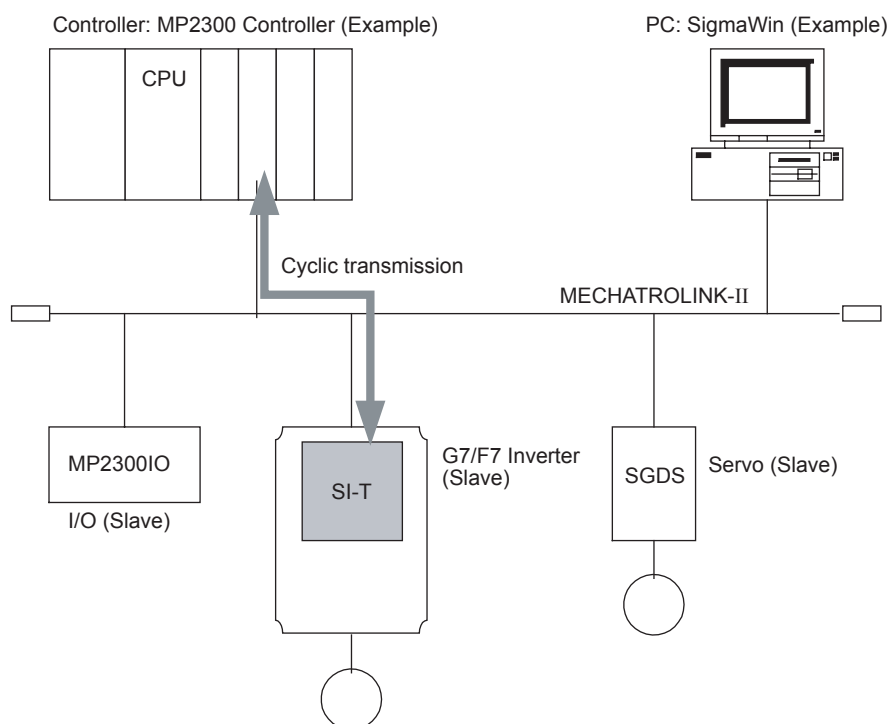 Controller: MP2300 Controller (Example)
PC: SigmaWin (Example)
CPU
Cyclic transmission
MECHATROLINK-II
MP2300IO
I/O (Slave)
SI-T
G7/F7 Inverter
(Slave)
SGDS
Servo (Slave)